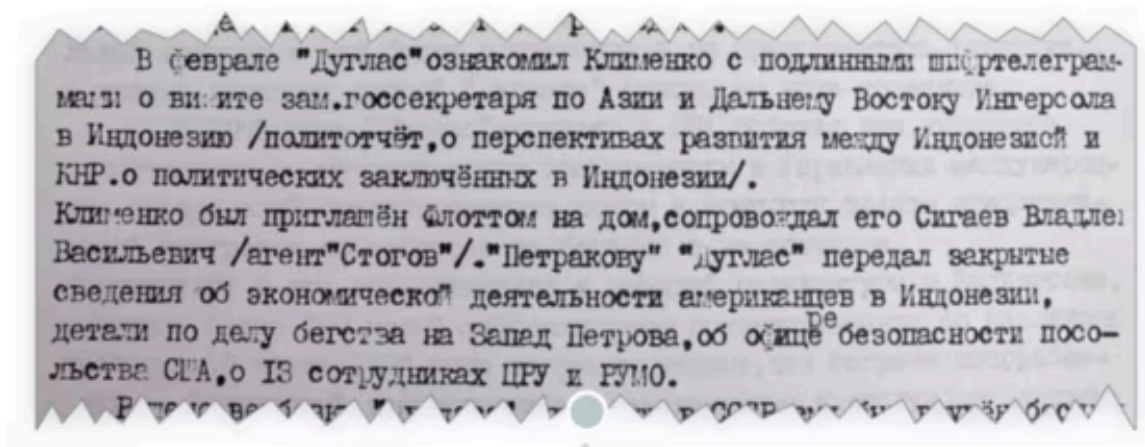 В феврале "Дуглас"ознакомил Клименко с подлинными шифртелеграм-
мами о визите зам.госсекретаря по Азии и Дальнему Востоку Ингерсола
в Индонезию /политотчёт,о перспективах развития между Индонезией и
КНР.о политических заключённых в Индонезии/.
Клименко был приглашён Флоттом на дом,сопровождал его Сигаев Владлен
Васильевич /агент"Стогов"/."Петракову" "Дуглас" передал закрытые
сведения об экономической деятельности американцев в Индонезии,
детали по делу бегства на Запад Петрова,об офицере безопасности посо-
льства США,о 13 сотрудниках ЦРУ и РУМО.